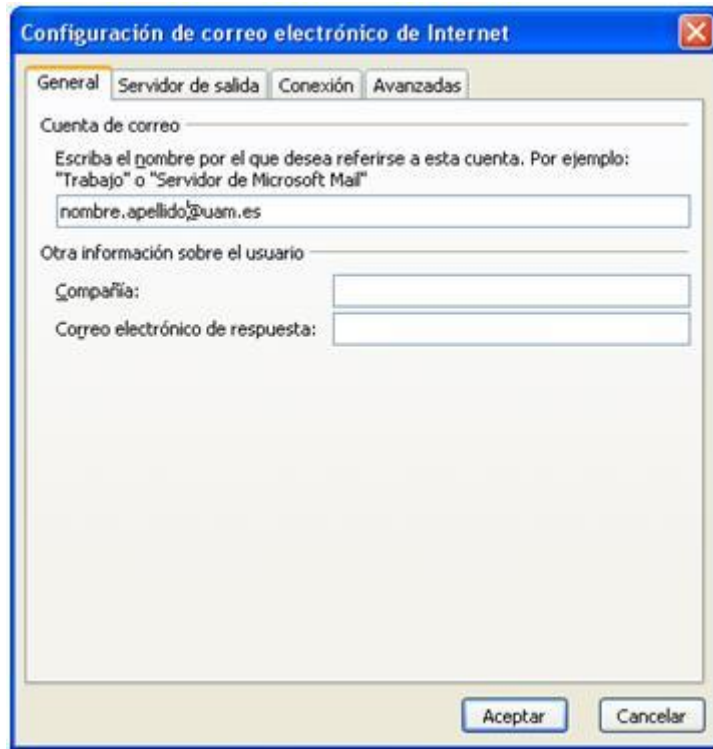 Configuración de correo electrónico de Internet
General Servidor de salida Conexión Avanzadas
Cuenta de correo
Escriba el nombre por el que desea referirse a esta cuenta. Por ejemplo:
"Trabajo" o "Servidor de Microsoft Mail"
nombre.apellido@uam.es
Otra información sobre el usuario
Compañía:
Correo electrónico de respuesta:
Aceptar Cancelar